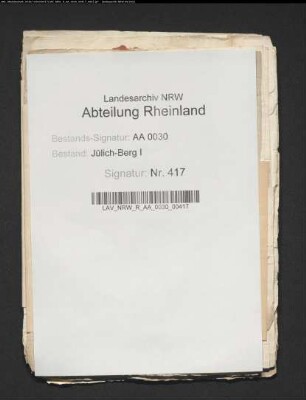 Landesarchiv NRW
Abteilung Rheinland
Bestands-Signatur: AA 0030
Bestand: Jülich-Berg I
Signatur: Nr. 417
LAV_NRW_R_AA_0030_00417